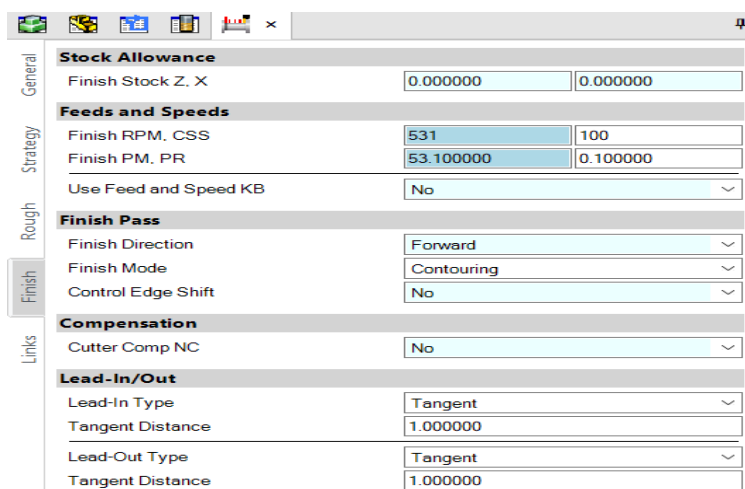 General
Strategy
Rough
Finish
Links
Stock Allowance
Finish Stock Z, X 0.000000 0.000000
Feeds and Speeds
Finish RPM, CSS 531 100
Finish PM, PR 53.100000 0.100000
Use Feed and Speed KB No
Finish Pass
Finish Direction Forward
Finish Mode Contouring
Control Edge Shift No
Compensation
Cutter Comp NC No
Lead-In/Out
Lead-In Type Tangent
Tangent Distance 1.000000
Lead-Out Type Tangent
Tangent Distance 1.000000